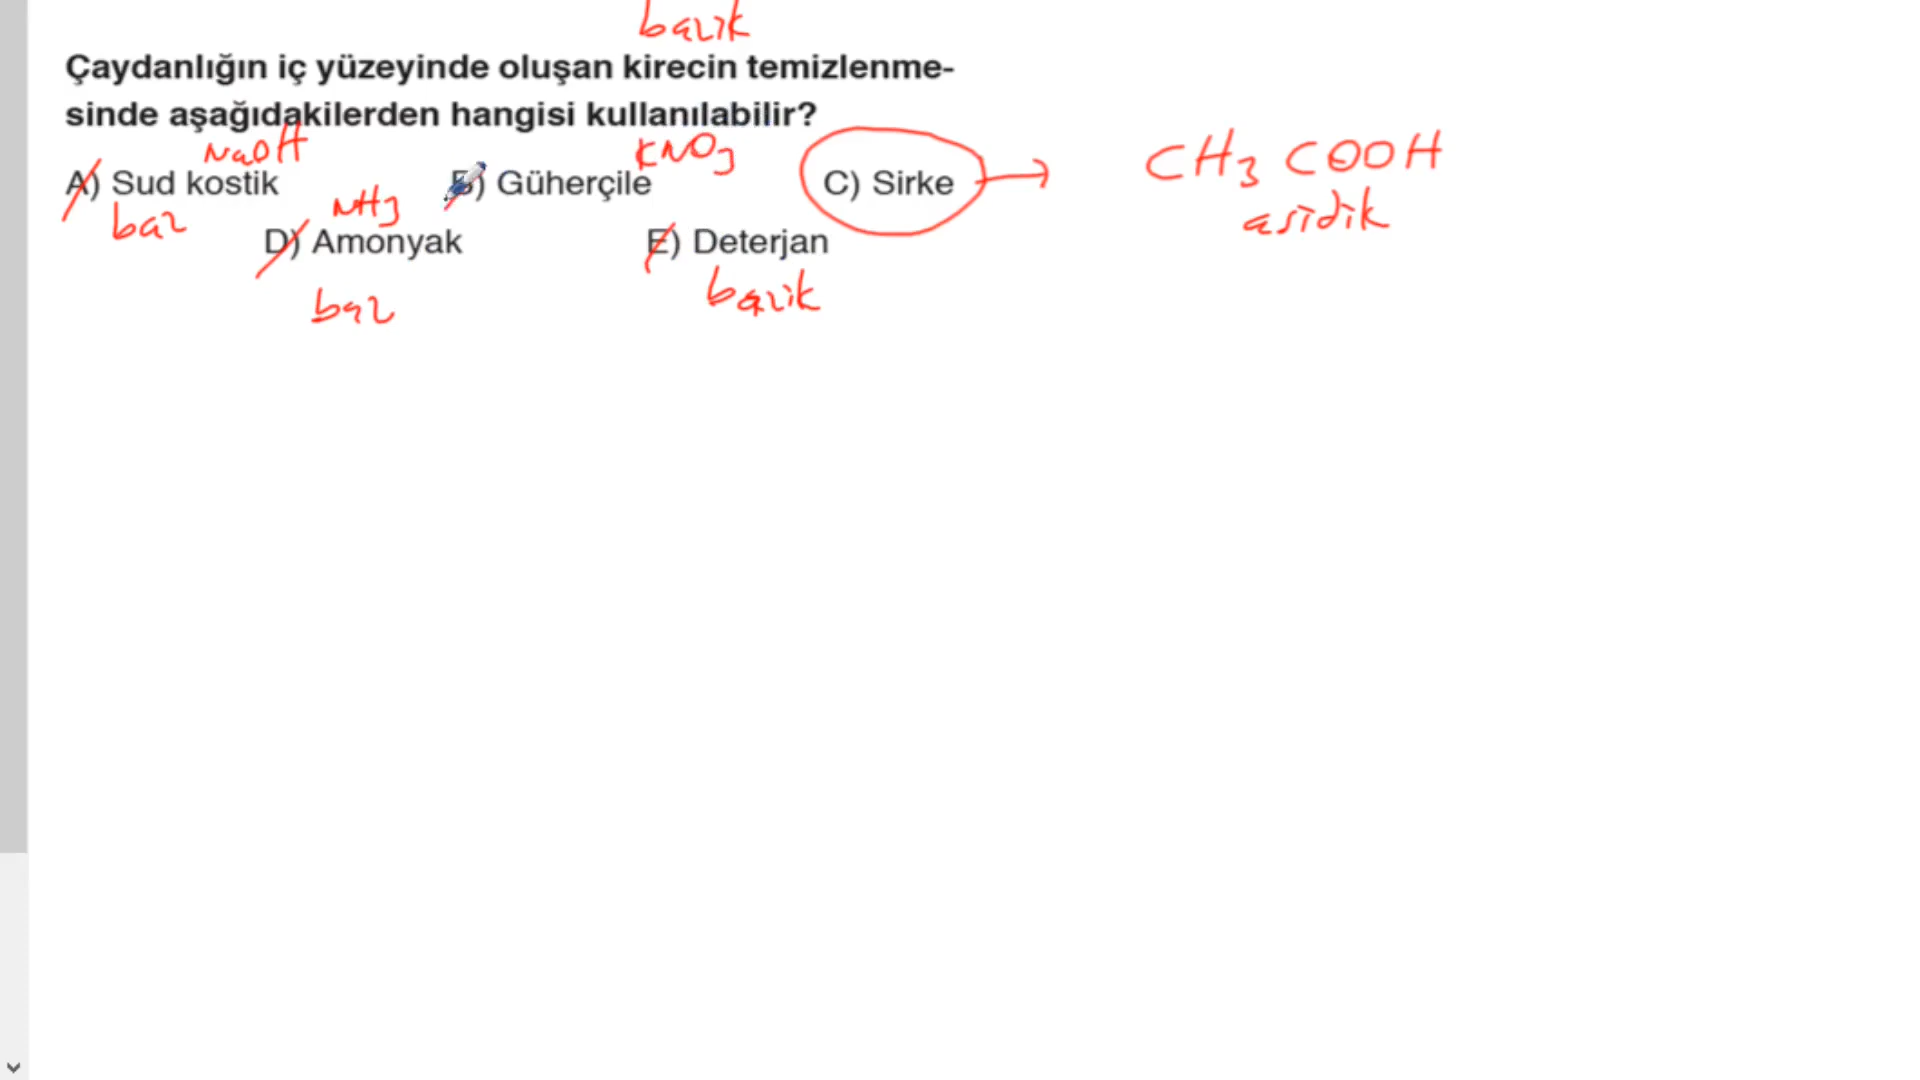 bazik
Çaydanlığın iç yüzeyinde oluşan kirecin temizlenme-
sinde aşağıdakilerden hangisi kullanılabilir?
NaOH KNO3 CH3COOH
A) Sud kostik B) Güherçile C) Sirke
baz NH3 asidik
D) Amonyak E) Deterjan
baz bazik